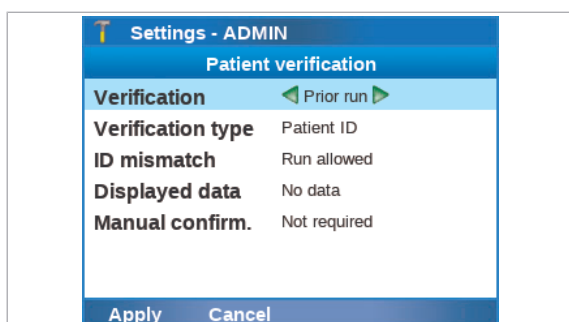 Settings - ADMIN
Patient verification
Verification Prior run
Verification type Patient ID
ID mismatch Run allowed
Displayed data No data
Manual confirm. Not required
Apply Cancel